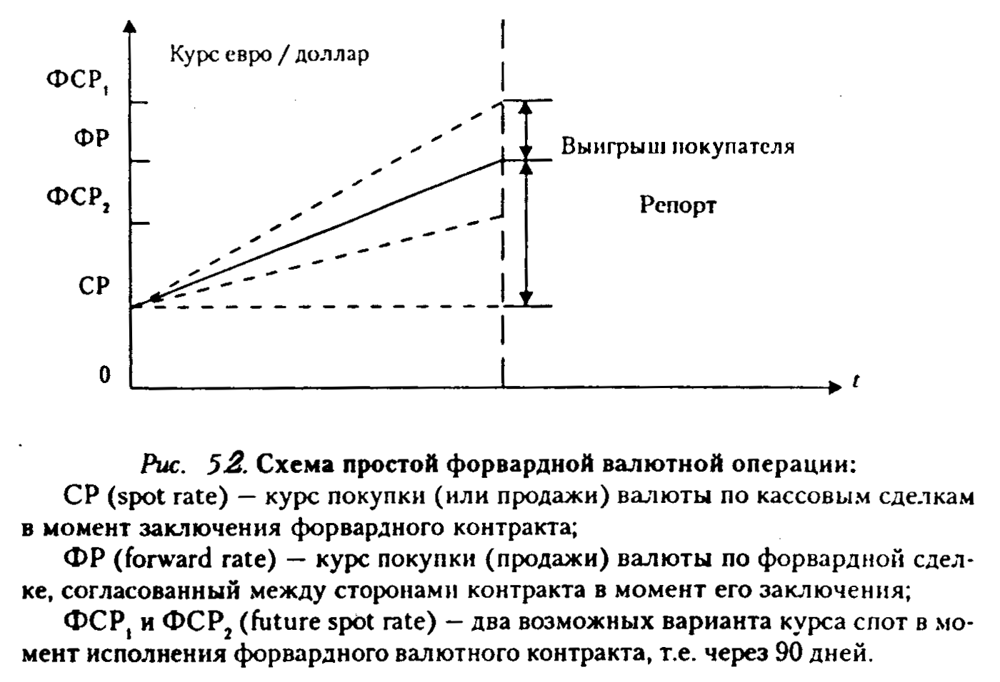 Курс евро / доллар
ФСР₁
ФР
Выигрыш покупателя
ФСР₂
Репорт
СР
0
t
Рис. 52. Схема простой форвардной валютной операции:
СР (spot rate) — курс покупки (или продажи) валюты по кассовым сделкам
в момент заключения форвардного контракта;
ФР (forward rate) — курс покупки (продажи) валюты по форвардной сдел-
ке, согласованный между сторонами контракта в момент его заключения;
ФСР₁ и ФСР₂ (future spot rate) — два возможных варианта курса спот в мо-
мент исполнения форвардного валютного контракта, т.е. через 90 дней.